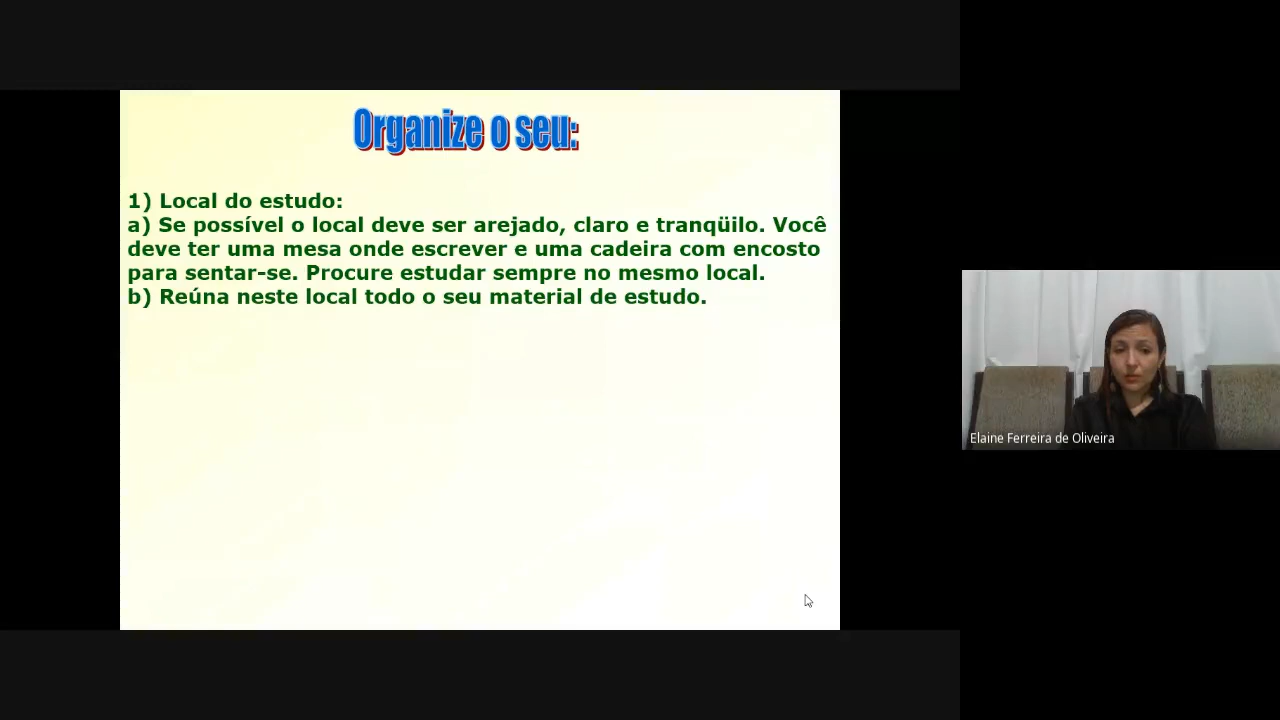 Organize o seu:
1) Local do estudo:
a) Se possível o local deve ser arejado, claro e tranqüilo. Você
deve ter uma mesa onde escrever e uma cadeira com encosto
para sentar-se. Procure estudar sempre no mesmo local.
b) Reúna neste local todo o seu material de estudo.
Elaine Ferreira de Oliveira